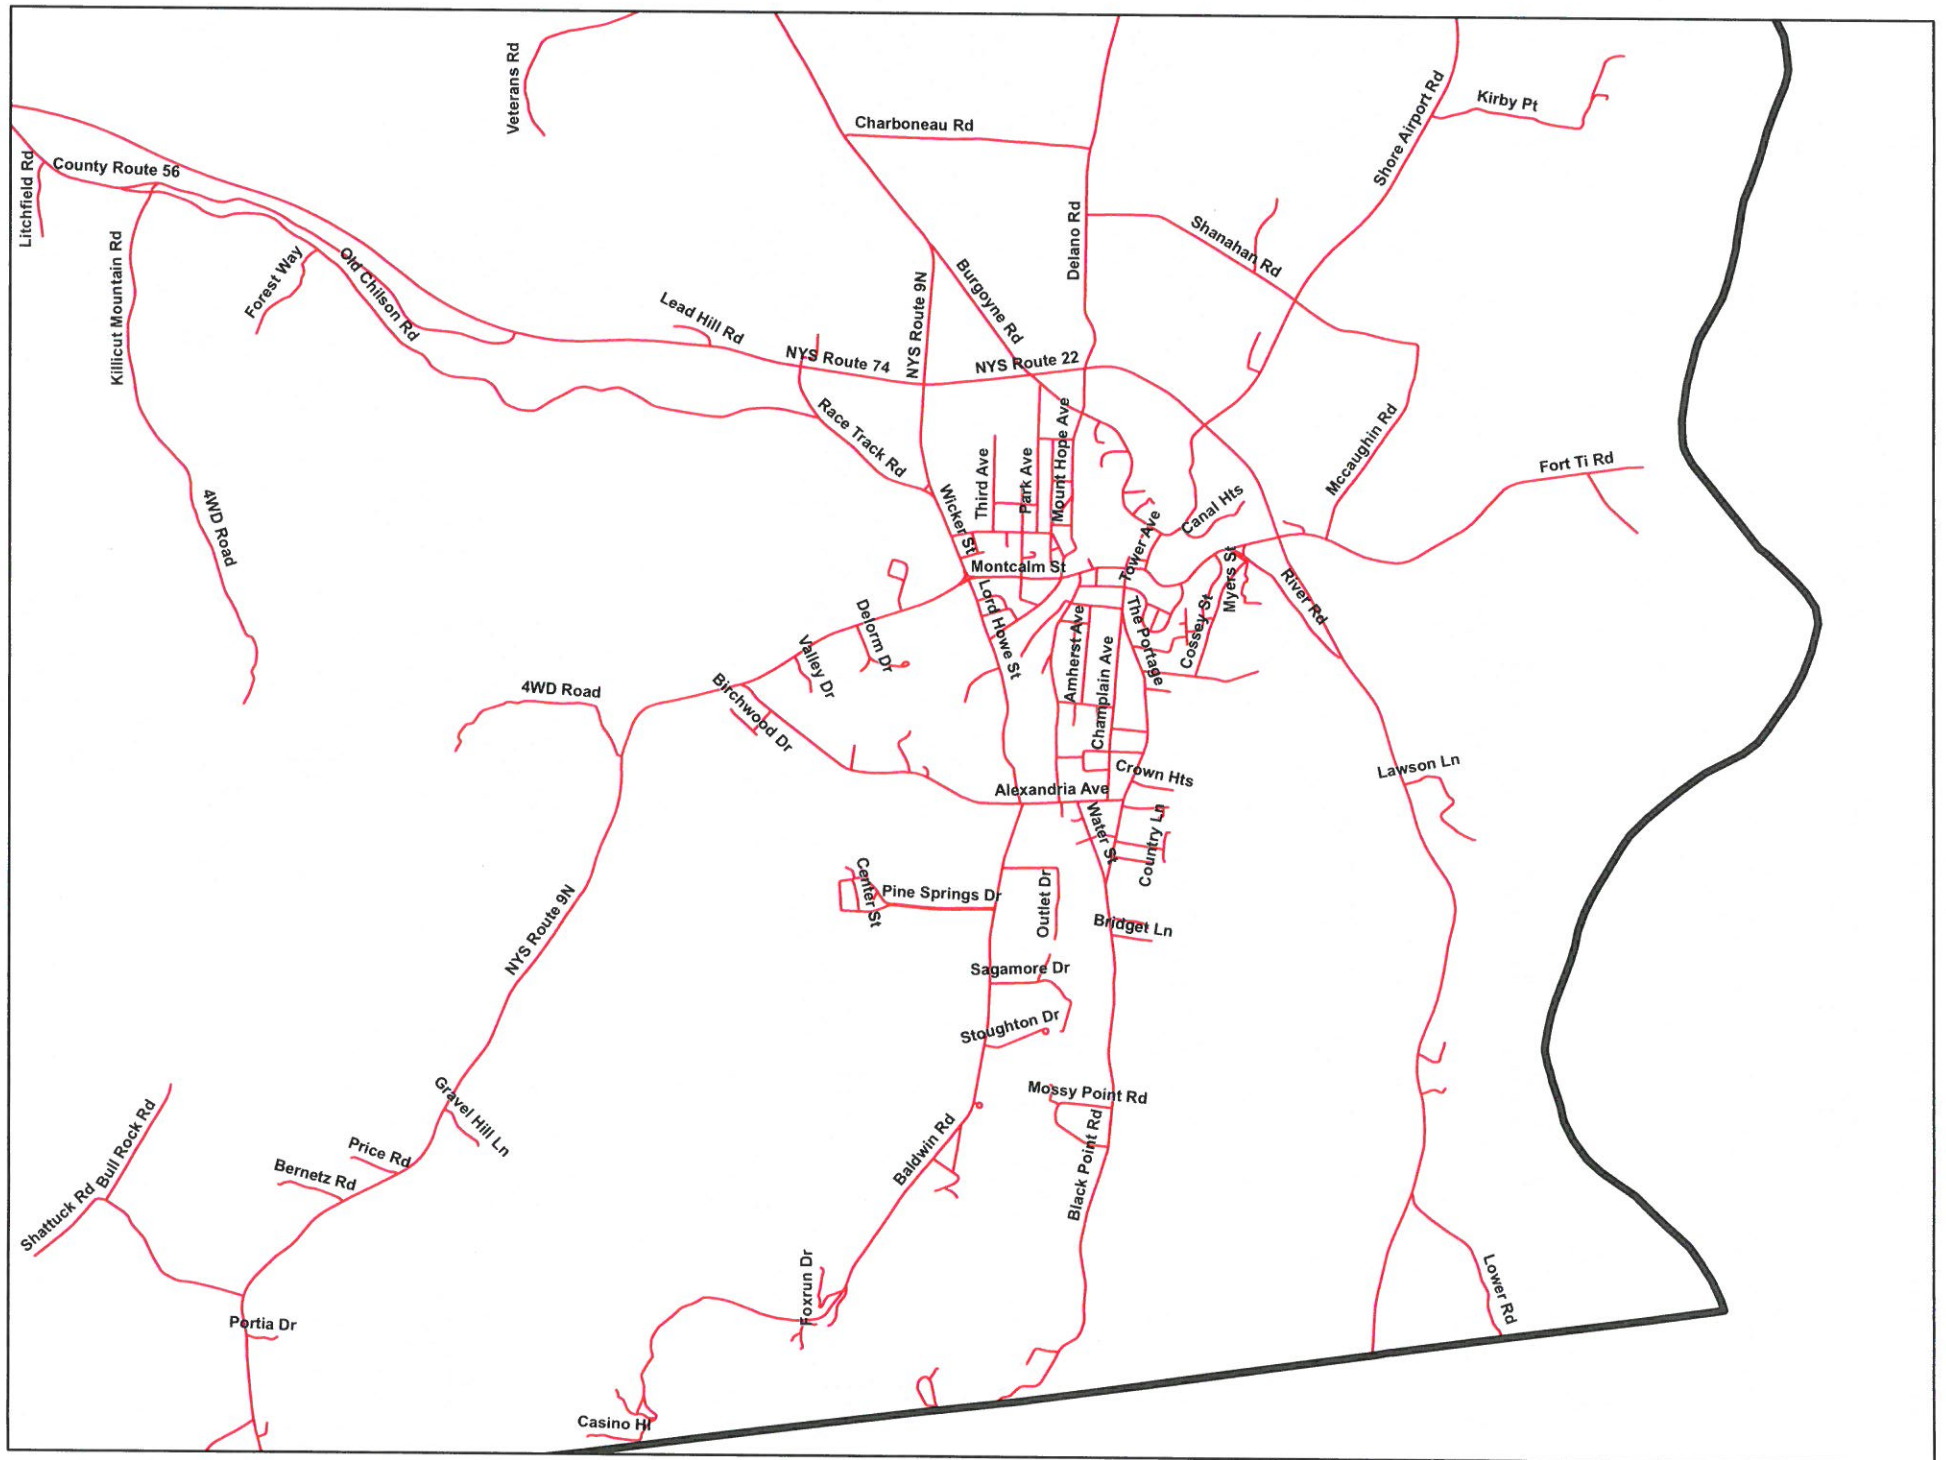 Veterans Rd
Charboneau Rd
Kirby Pt
Shore Airport Rd
Litchfield Rd
County Route 56
Killicut Mountain Rd
Forest Way
Old Chilson Rd
Delano Rd
Shanahan Rd
Lead Hill Rd
NYS Route 74
NYS Route 9N
Burgoyne Rd
NYS Route 22
Race Track Rd
Mccaughin Rd
Fort Ti Rd
4WD Road
Third Ave
Park Ave
Mount Hope Ave
Wicker St
Canal Hts
Tower Ave
Montcalm St
Myers St
River Rd
Lord Howe St
Delorm Dr
Valley Dr
Birchwood Dr
4WD Road
Amherst Ave
Champlain Ave
The Portage
Cossey St
Crown Hts
Lawson Ln
Alexandria Ave
Water St
Country Ln
Center St
Pine Springs Dr
Outlet Dr
Bridget Ln
NYS Route 9N
Sagamore Dr
Stoughton Dr
Mossy Point Rd
Gravel Hill Ln
Baldwin Rd
Black Point Rd
Bull Rock Rd
Price Rd
Bernetz Rd
Shattuck Rd
Foxrun Dr
Lower Rd
Portia Dr
Casino Hl